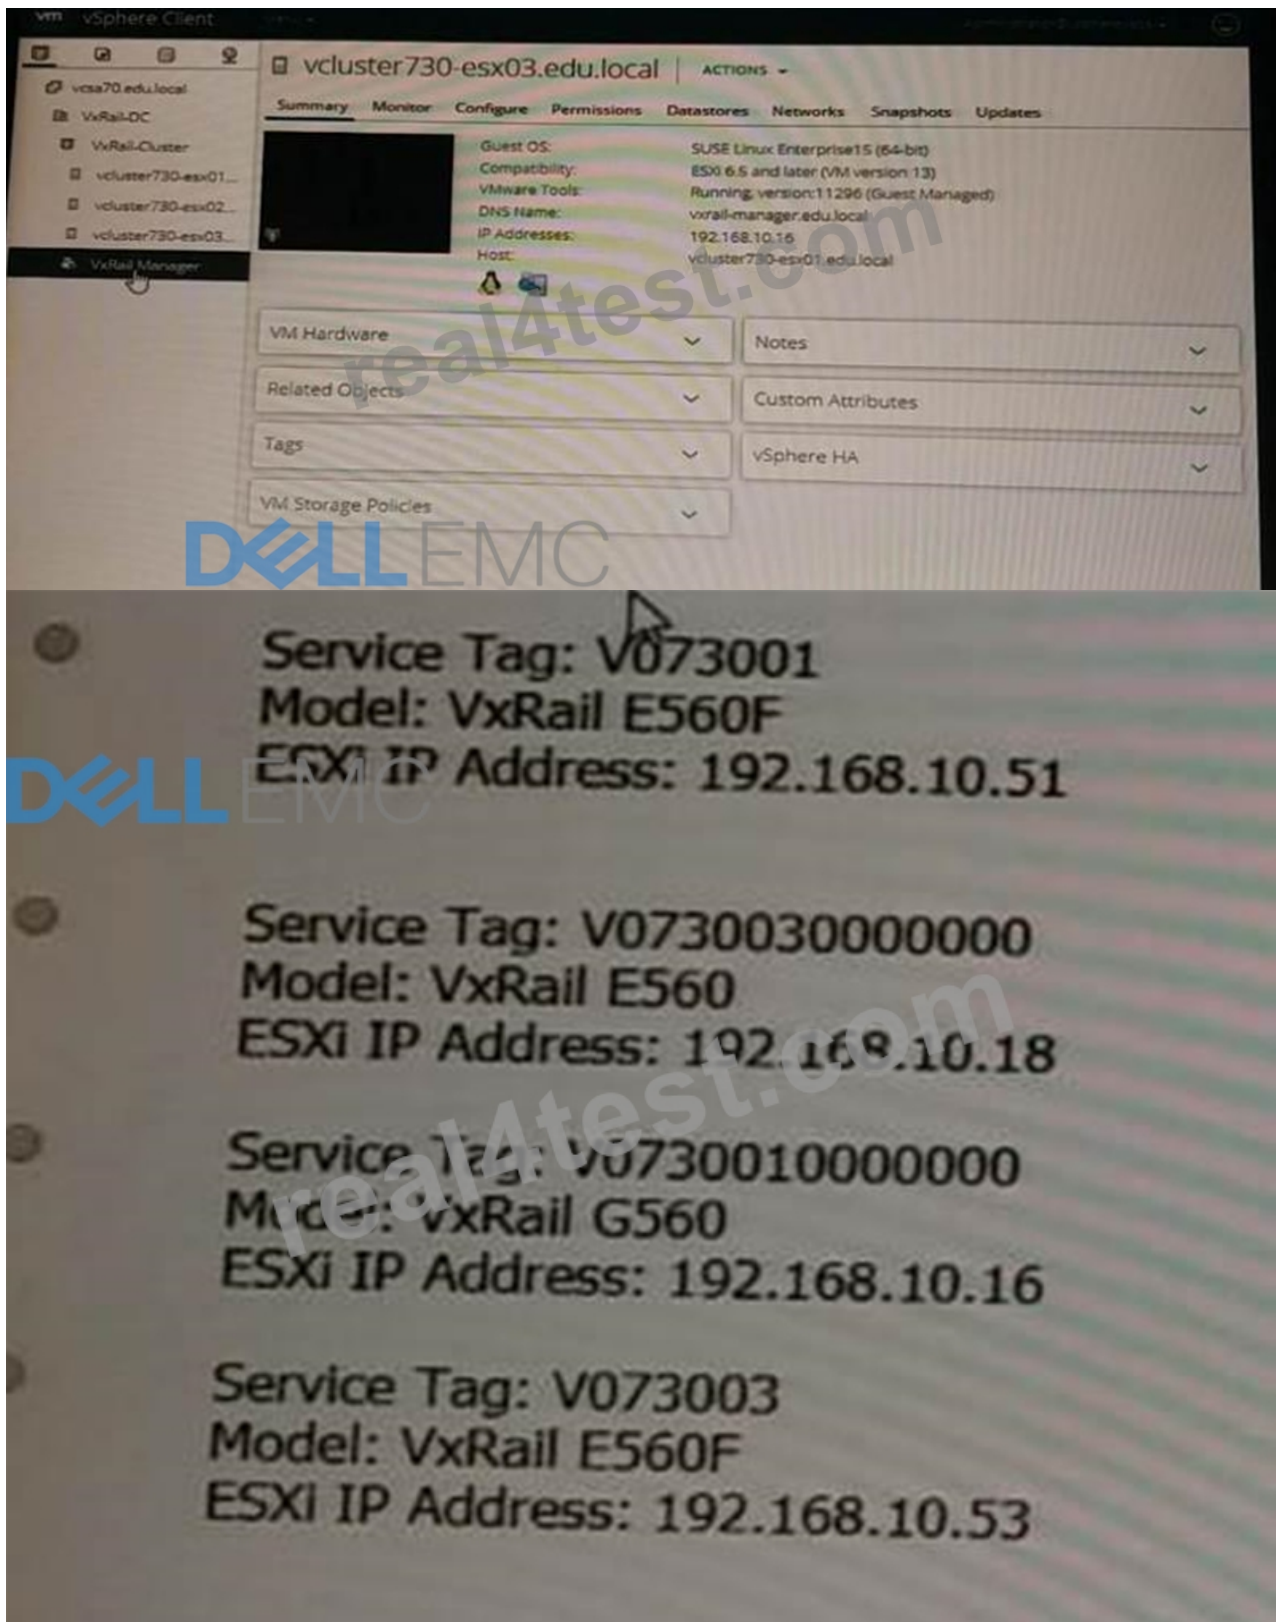 vm vSphere Client
vcluster730-esx03.edu.local | ACTIONS
vcsa70.edu.local
VxRail-DC
VxRail-Cluster
vcluster730-esx01...
vcluster730-esx02...
vcluster730-esx03...
VxRail Manager
Summary Monitor Configure Permissions Datastores Networks Snapshots Updates
Guest OS: SUSE Linux Enterprise15 (64-bit)
Compatibility: ESXi 6.5 and later (VM version 13)
VMware Tools: Running, version:11296 (Guest Managed)
DNS Name: vxrail-manager.edu.local
IP Addresses: 192.168.10.16
Host: vcluster730-esx01.edu.local
real4test.com
VM Hardware
Notes
Related Objects
Custom Attributes
Tags
vSphere HA
VM Storage Policies
DELLEMC
Service Tag: V073001
Model: VxRail E560F
ESXi IP Address: 192.168.10.51
DELLEMC
Service Tag: V0730030000000
Model: VxRail E560
ESXi IP Address: 192.168.10.18
real4test.com
Service Tag: V0730010000000
Model: VxRail G560
ESXi IP Address: 192.168.10.16
Service Tag: V073003
Model: VxRail E560F
ESXi IP Address: 192.168.10.53